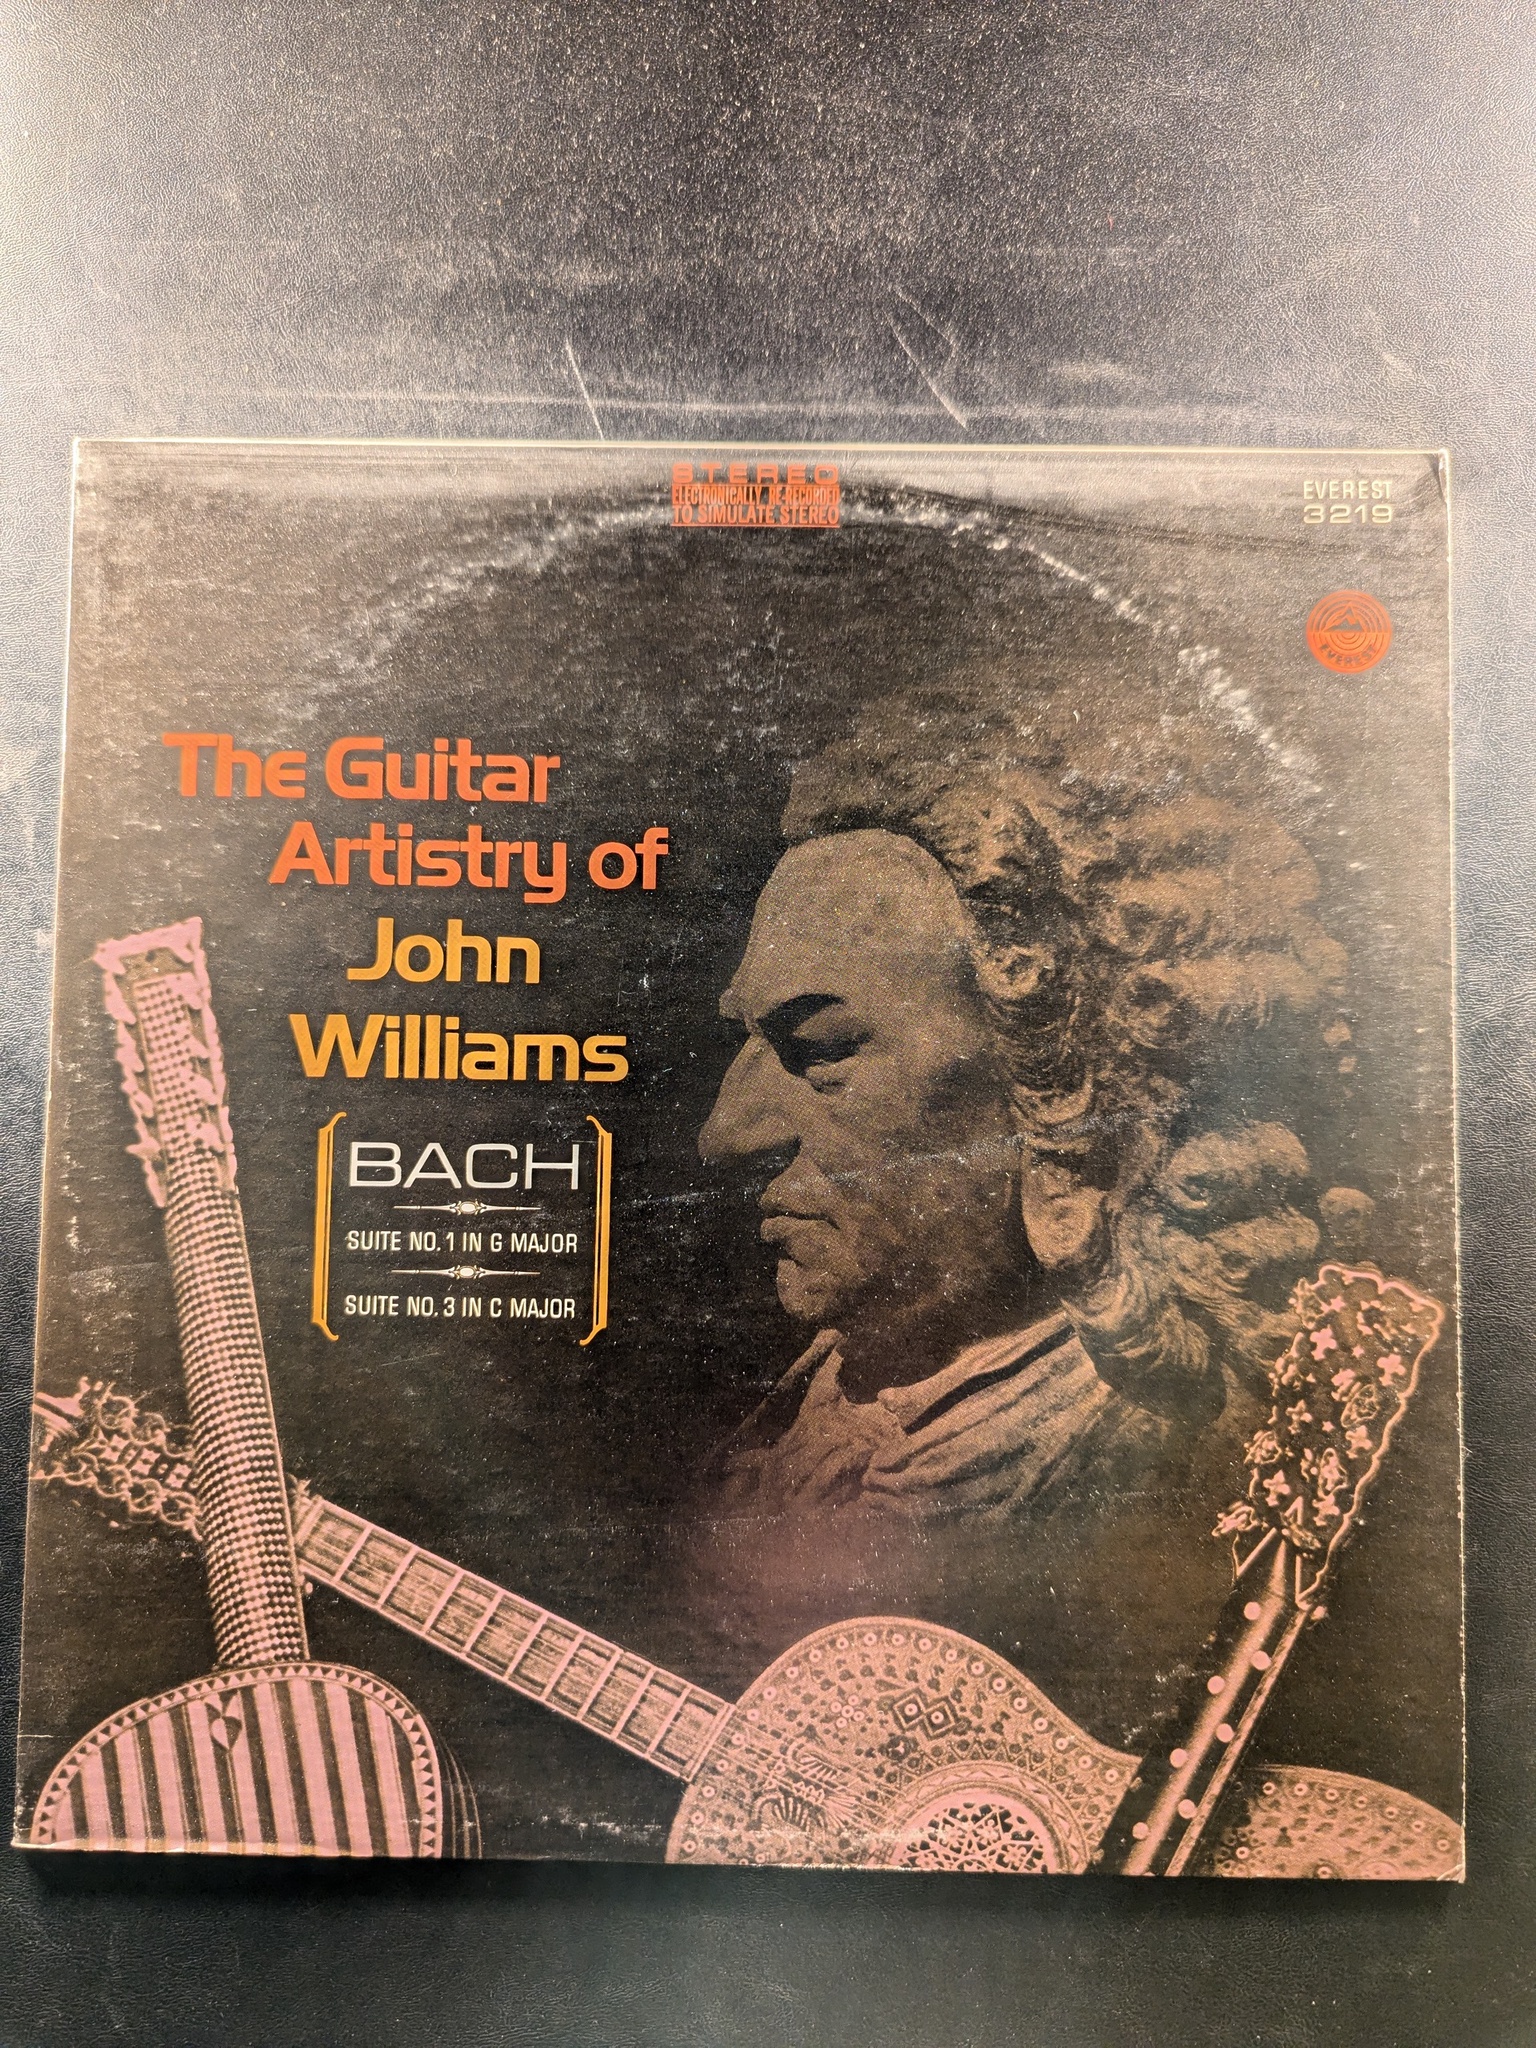 STEREO
ELECTRONICALLY RE-RECORDED
TO SIMULATE STEREO
EVEREST
3219
EVEREST
The Guitar
Artistry of
John
Williams
BACH
SUITE NO. 1 IN G MAJOR
SUITE NO. 3 IN C MAJOR